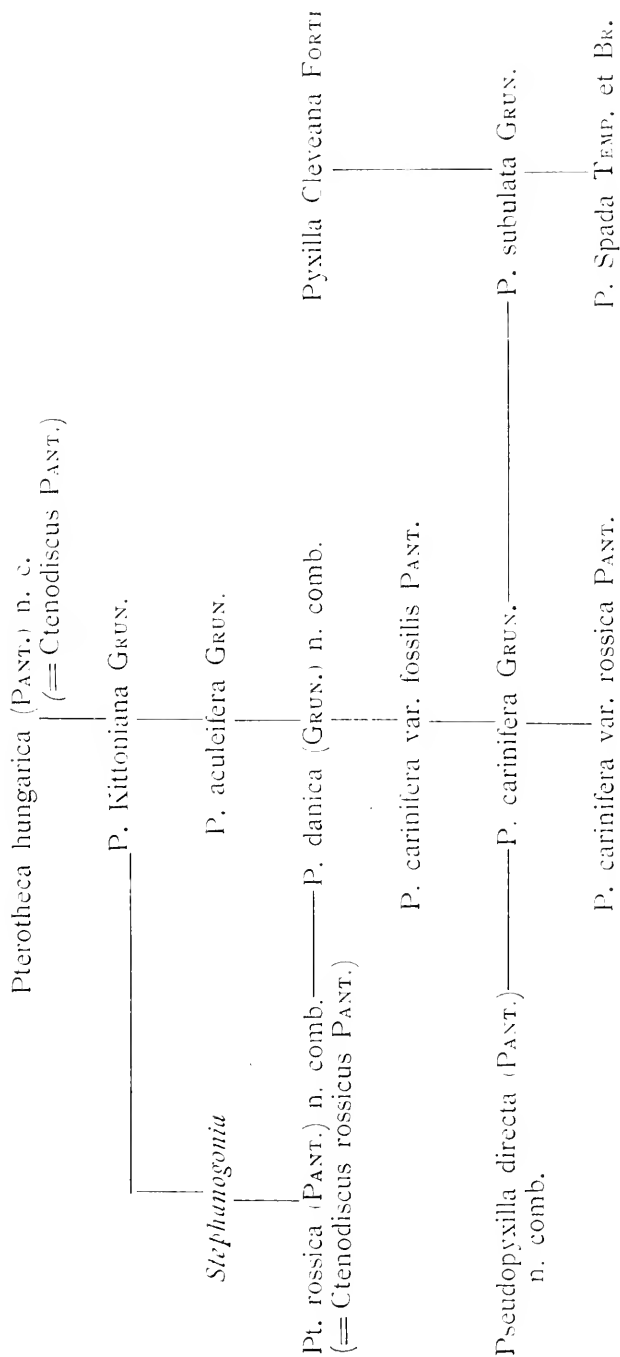 Pterotheca hungarica (PANT.) n. c.
(= Ctenodiscus PANT.)
P. Kittoniana GRUN.
Stephanogonia
P. aculeifera GRUN.
Pt. rossica (PANT.) n. comb.
(= Ctenodiscus rossicus PANT.)
P. danica (GRUN.) n. comb.
Pyxilla Cleveana FORTI
P. carinifera var. fossilis PANT.
Pseudopyxilla directa (PANT.)
n. comb.
P. carinifera GRUN.
P. subulata GRUN.
P. carinifera var. rossica PANT.
P. Spada TEMP. et BR.